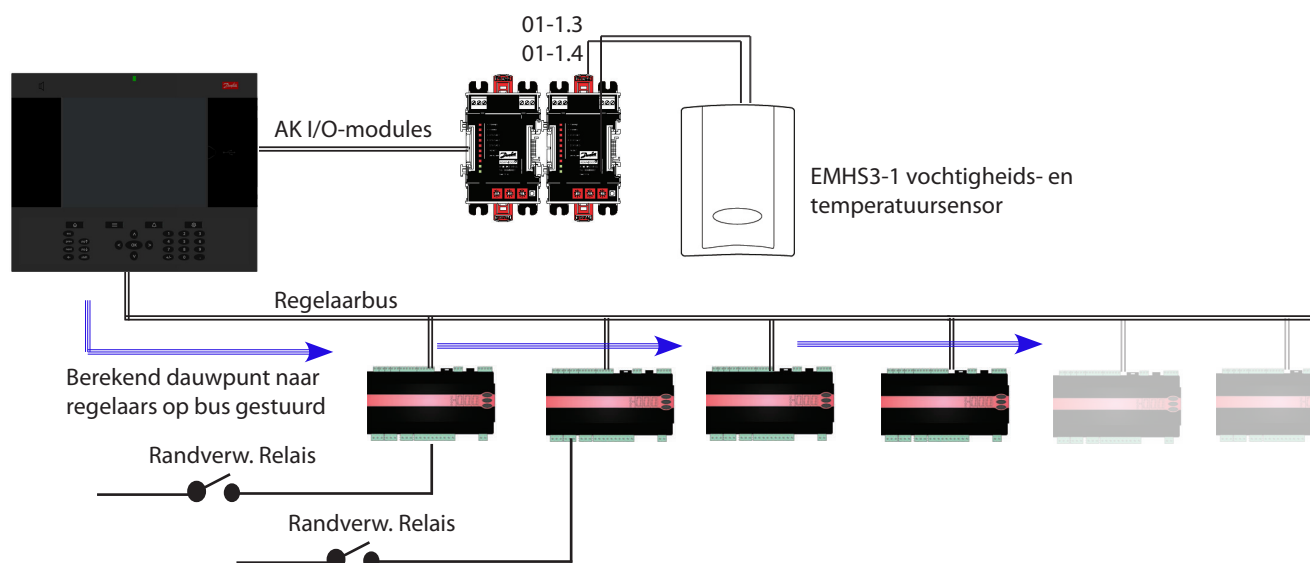 01-1.3
01-1.4
AK I/O-modules
EMHS3-1 vochtigheids- en
temperatuursensor
Regelaarbus
Berekend dauwpunt naar
regelaars op bus gestuurd
Randverw. Relais
Randverw. Relais